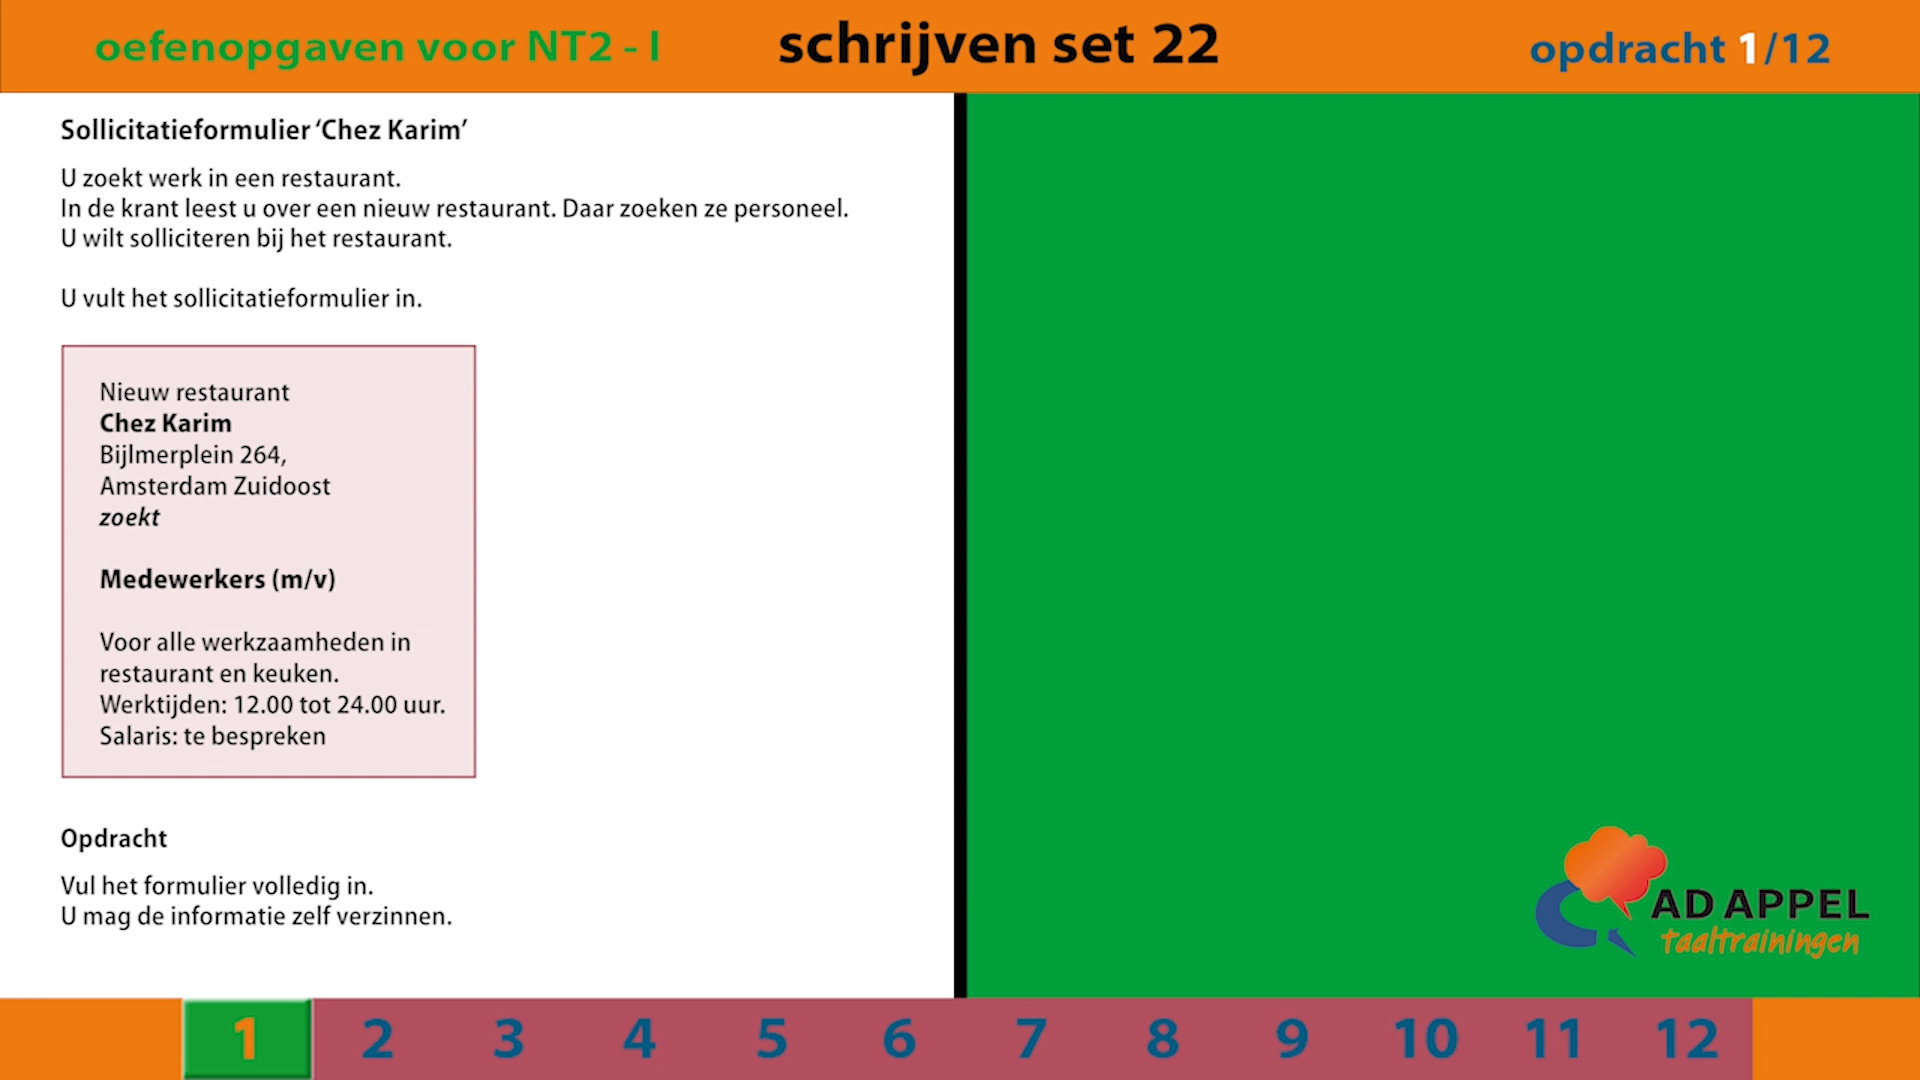 oefenopgaven voor NT2 - I
schrijven set 22
opdracht 1/12
Sollicitatieformulier ‘Chez Karim’
U zoekt werk in een restaurant.
In de krant leest u over een nieuw restaurant. Daar zoeken ze personeel.
U wilt solliciteren bij het restaurant.
U vult het sollicitatieformulier in.
Nieuw restaurant
Chez Karim
Bijlmerplein 264,
Amsterdam Zuidoost
zoekt
Medewerkers (m/v)
Voor alle werkzaamheden in
restaurant en keuken.
Werktijden: 12.00 tot 24.00 uur.
Salaris: te bespreken
Opdracht
Vul het formulier volledig in.
U mag de informatie zelf verzinnen.
AD APPEL
taaltrainingen
1 2 3 4 5 6 7 8 9 10 11 12